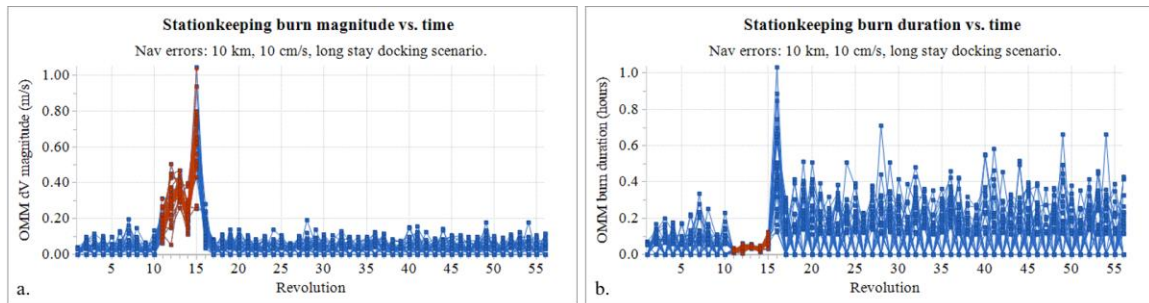 Stationkeeping burn magnitude vs. time
Nav errors: 10 km, 10 cm/s, long stay docking scenario.
OMM dV magnitude (m/s)
1.00
0.80
0.60
0.40
0.20
0.00
5 10 15 20 25 30 35 40 45 50 55
Revolution
a.
Stationkeeping burn duration vs. time
Nav errors: 10 km, 10 cm/s, long stay docking scenario.
OMM burn duration (hours)
1.0
0.8
0.6
0.4
0.2
0.0
5 10 15 20 25 30 35 40 45 50 55
Revolution
b.